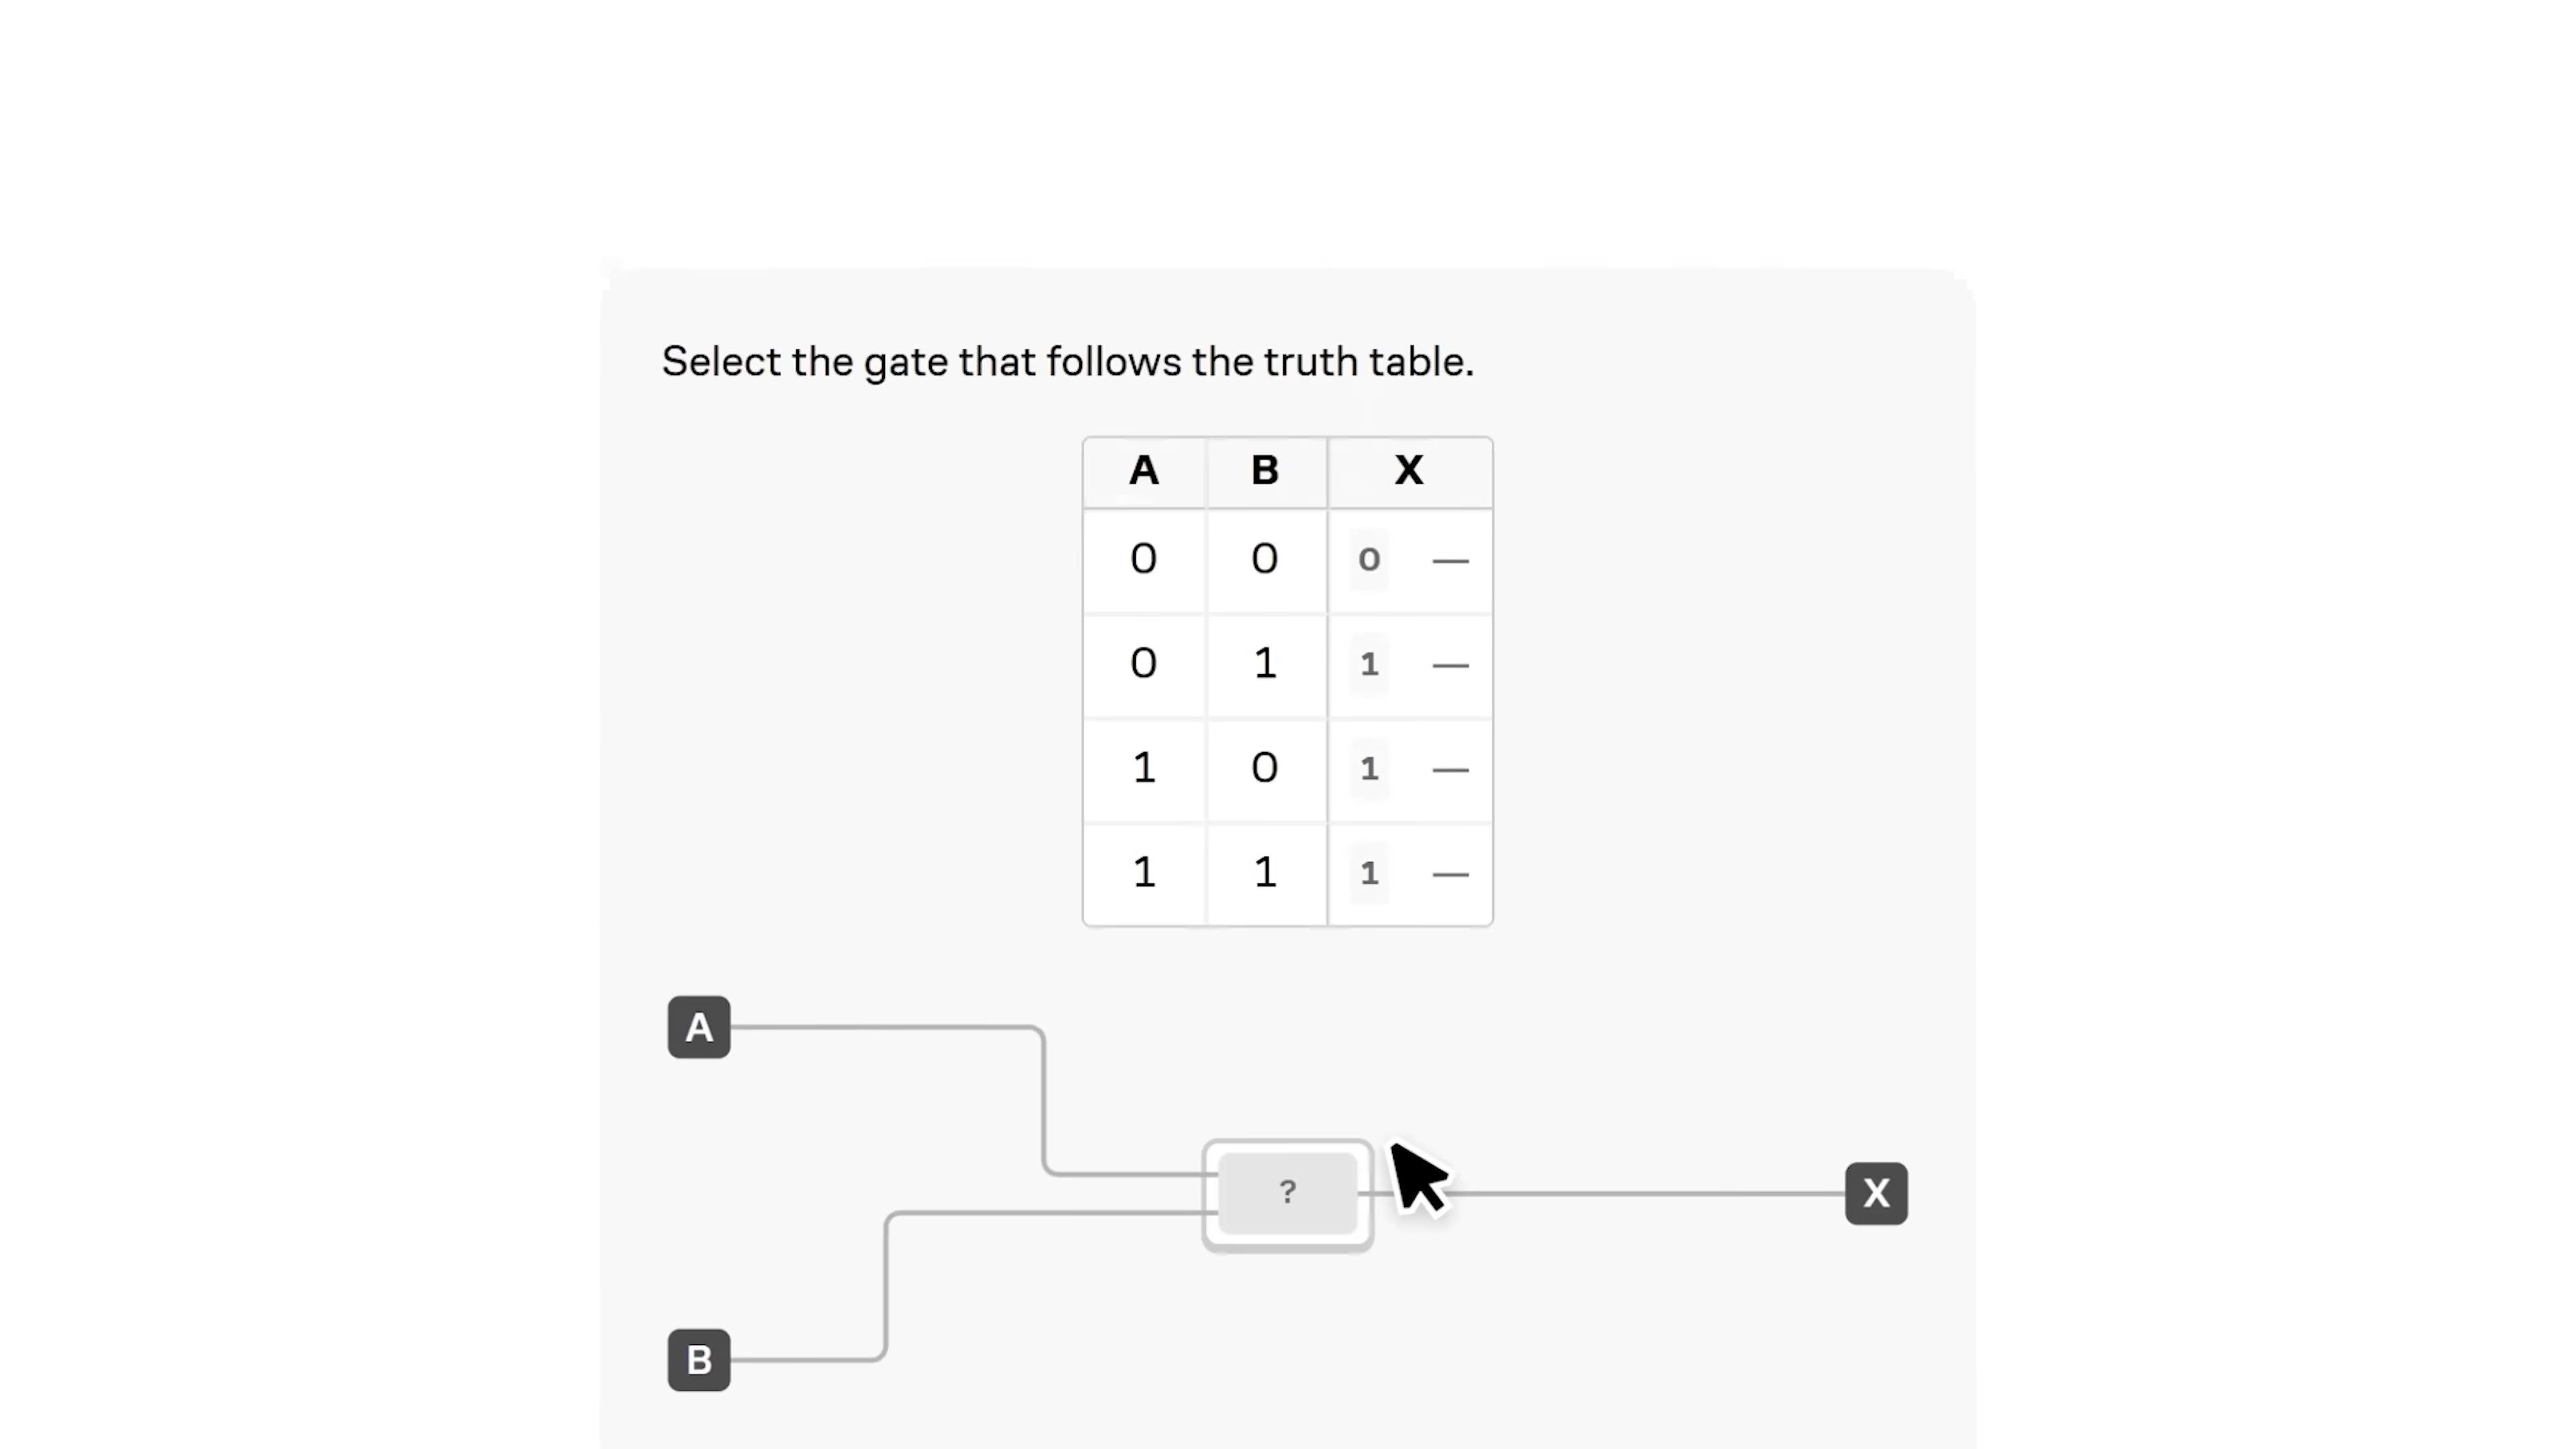 Select the gate that follows the truth table.
A B X
0 0 0 —
0 1 1 —
1 0 1 —
1 1 1 —
A
?
X
B